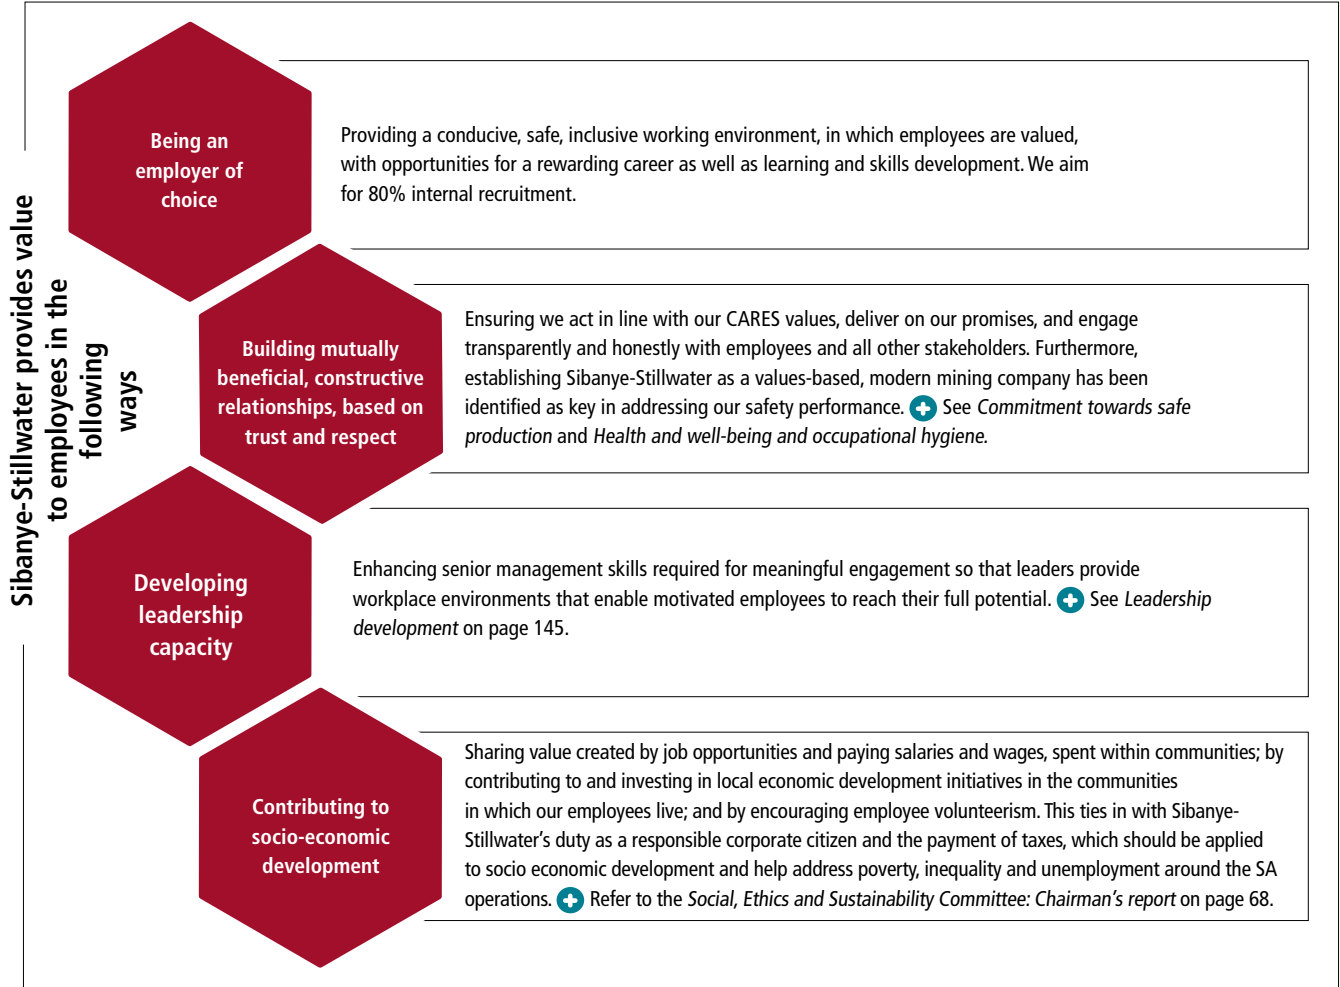 Sibanye-Stillwater provides value
to employees in the
following
ways
Being an
employer of
choice
Providing a conducive, safe, inclusive working environment, in which employees are valued,
with opportunities for a rewarding career as well as learning and skills development. We aim
for 80% internal recruitment.
Building mutually
beneficial, constructive
relationships, based on
trust and respect
Ensuring we act in line with our CARES values, deliver on our promises, and engage
transparently and honestly with employees and all other stakeholders. Furthermore,
establishing Sibanye-Stillwater as a values-based, modern mining company has been
identified as key in addressing our safety performance. See Commitment towards safe
production and Health and well-being and occupational hygiene.
Developing
leadership
capacity
Enhancing senior management skills required for meaningful engagement so that leaders provide
workplace environments that enable motivated employees to reach their full potential. See Leadership
development on page 145.
Contributing to
socio-economic
development
Sharing value created by job opportunities and paying salaries and wages, spent within communities; by
contributing to and investing in local economic development initiatives in the communities
in which our employees live; and by encouraging employee volunteerism. This ties in with Sibanye-
Stillwater's duty as a responsible corporate citizen and the payment of taxes, which should be applied
to socio economic development and help address poverty, inequality and unemployment around the SA
operations. Refer to the Social, Ethics and Sustainability Committee: Chairman's report on page 68.